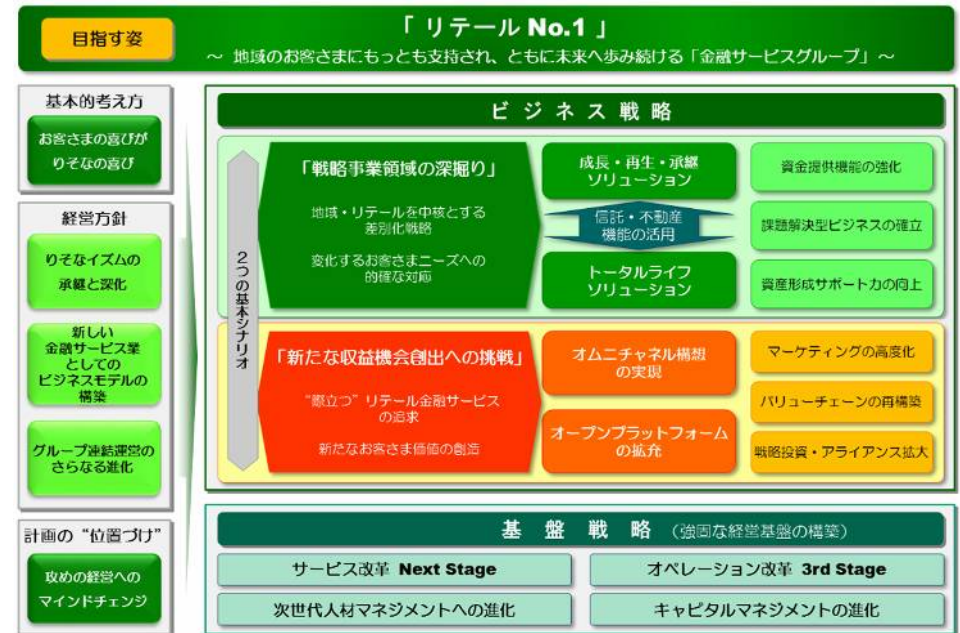 目指す姿
「 リテール No.1 」
～ 地域のお客さまにもっとも支持され、ともに未来へ歩み続ける「金融サービスグループ」 ～
基本的考え方
お客さまの喜びが
りそなの喜び
経営方針
りそなイズムの
承継と深化
新しい
金融サービス業
としての
ビジネスモデルの
構築
グループ連結運営の
さらなる進化
計画の“位置づけ”
攻めの経営への
マインドチェンジ
ビジネス戦略
2つの基本シナリオ
「戦略事業領域の深掘り」
地域・リテールを中核とする
差別化戦略
変化するお客さまニーズへの
的確な対応
成長・再生・承継
ソリューション
信託・不動産
機能の活用
トータルライフ
ソリューション
資金提供機能の強化
課題解決型ビジネスの確立
資産形成サポート力の向上
「新たな収益機会創出への挑戦」
“際立つ”リテール金融サービス
の追求
新たなお客さま価値の創造
オムニチャネル構想
の実現
オープンプラットフォーム
の拡充
マーケティングの高度化
バリューチェーンの再構築
戦略投資・アライアンス拡大
基盤戦略（強固な経営基盤の構築）
サービス改革 Next Stage
オペレーション改革 3rd Stage
次世代人材マネジメントへの進化
キャピタルマネジメントの進化